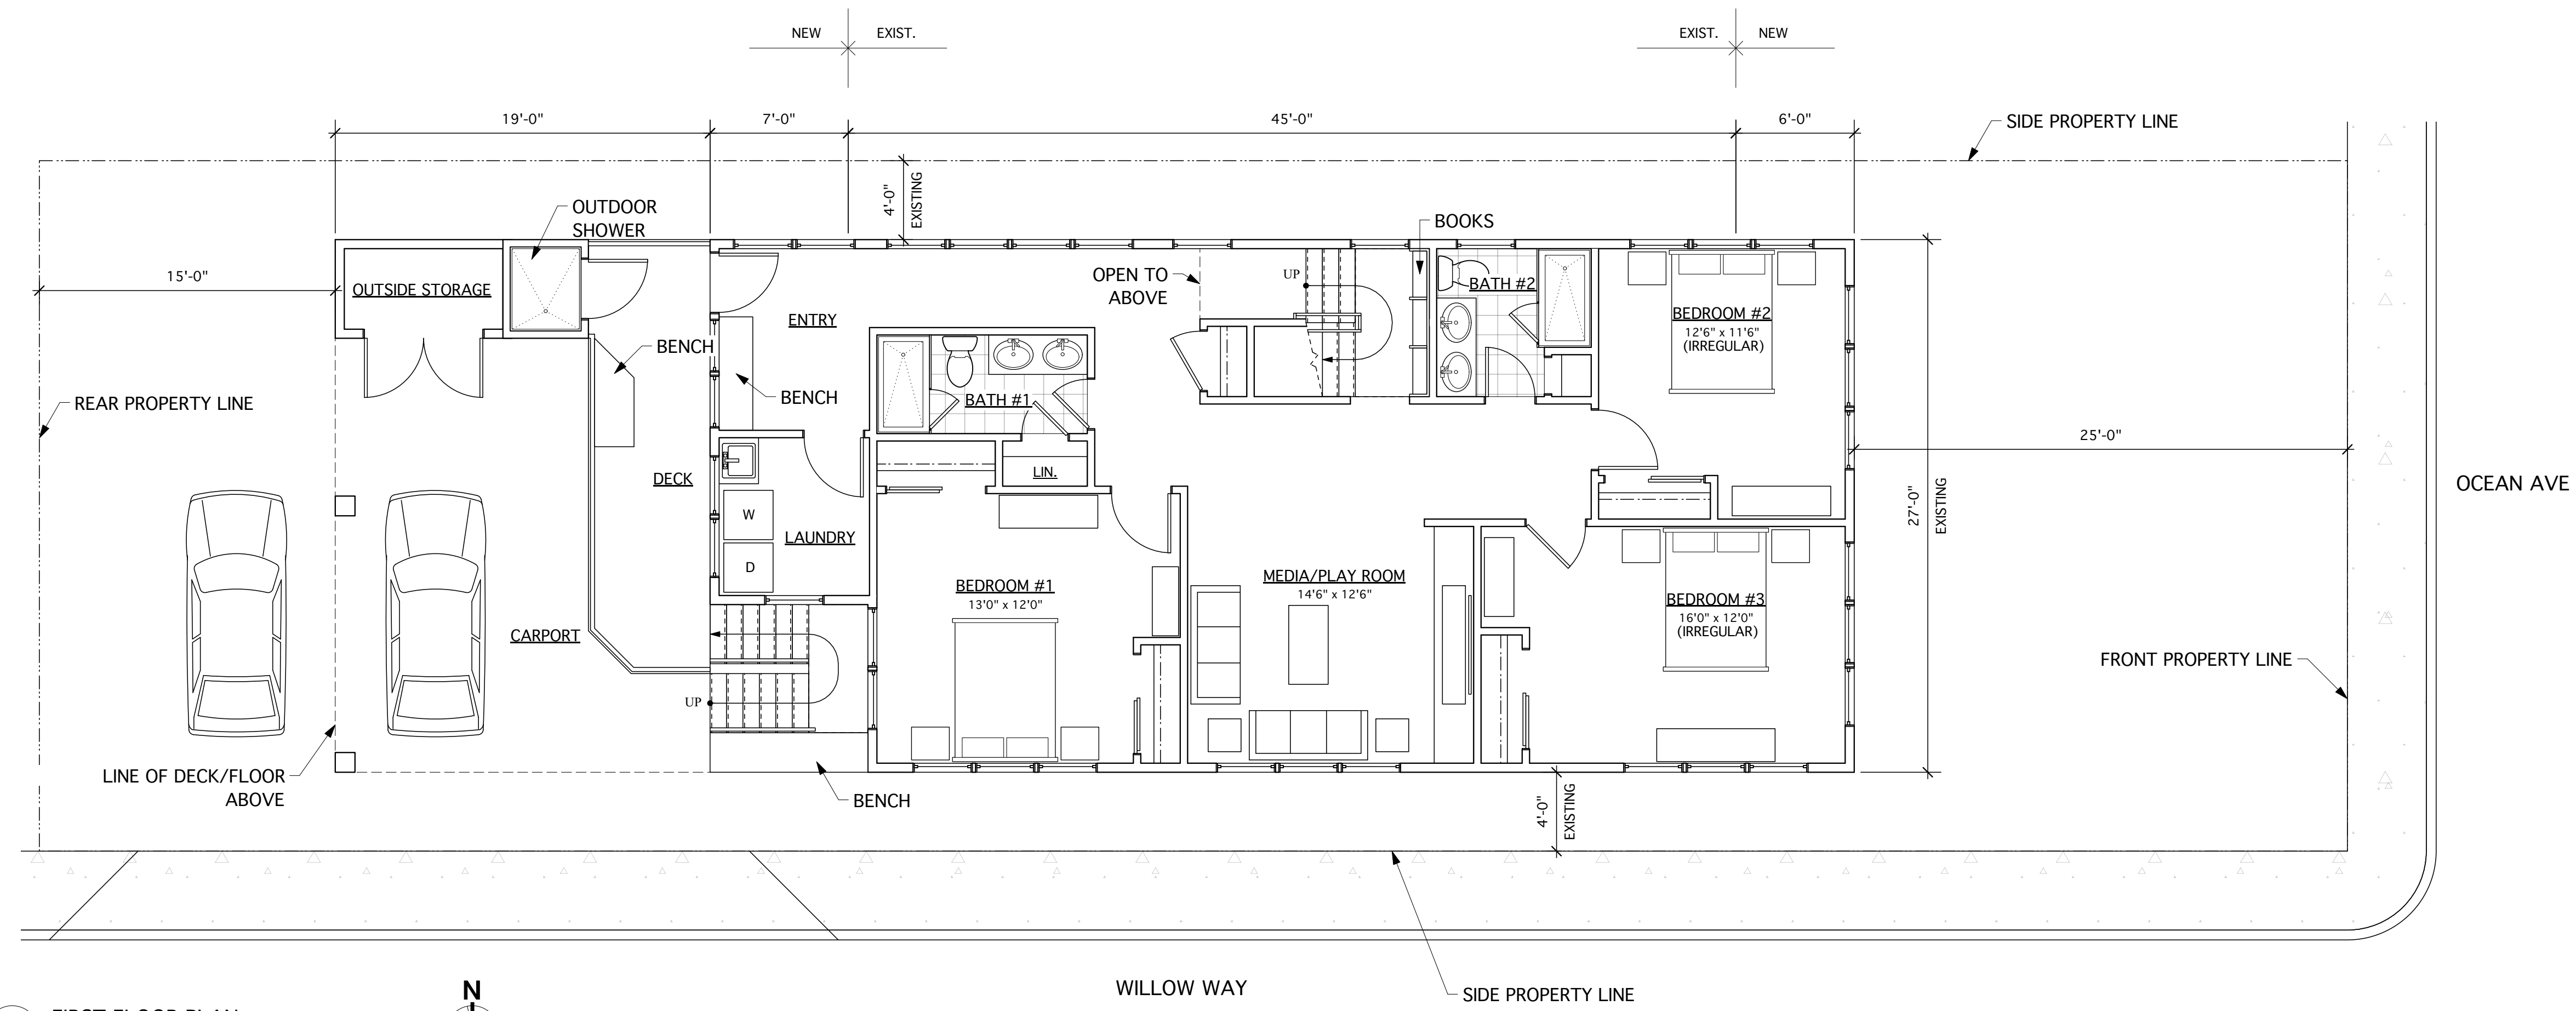 NEW EXIST.
EXIST. NEW
19'-0" 7'-0" 45'-0" 6'-0"
SIDE PROPERTY LINE
4'-0"
EXISTING
OUTDOOR
SHOWER
BOOKS
15'-0"
OUTSIDE STORAGE
OPEN TO
ABOVE
UP
BATH #2
ENTRY
BEDROOM #2
12'6" x 11'6"
(IRREGULAR)
BENCH
BENCH
BATH #1
REAR PROPERTY LINE
25'-0"
LIN.
DECK
OCEAN AVE
27'-0"
EXISTING
W
LAUNDRY
D
BEDROOM #1
13'0" x 12'0"
MEDIA/PLAY ROOM
14'6" x 12'6"
BEDROOM #3
16'0" x 12'0"
(IRREGULAR)
CARPORT
FRONT PROPERTY LINE
UP
LINE OF DECK/FLOOR
ABOVE
BENCH
4'-0"
EXISTING
WILLOW WAY
SIDE PROPERTY LINE
N
FIRST FLOOR PLAN